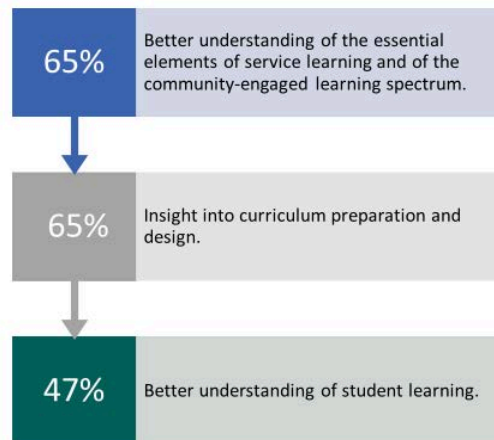 65%
Better understanding of the essential
elements of service learning and of the
community-engaged learning spectrum.
65%
Insight into curriculum preparation and
design.
47%
Better understanding of student learning.